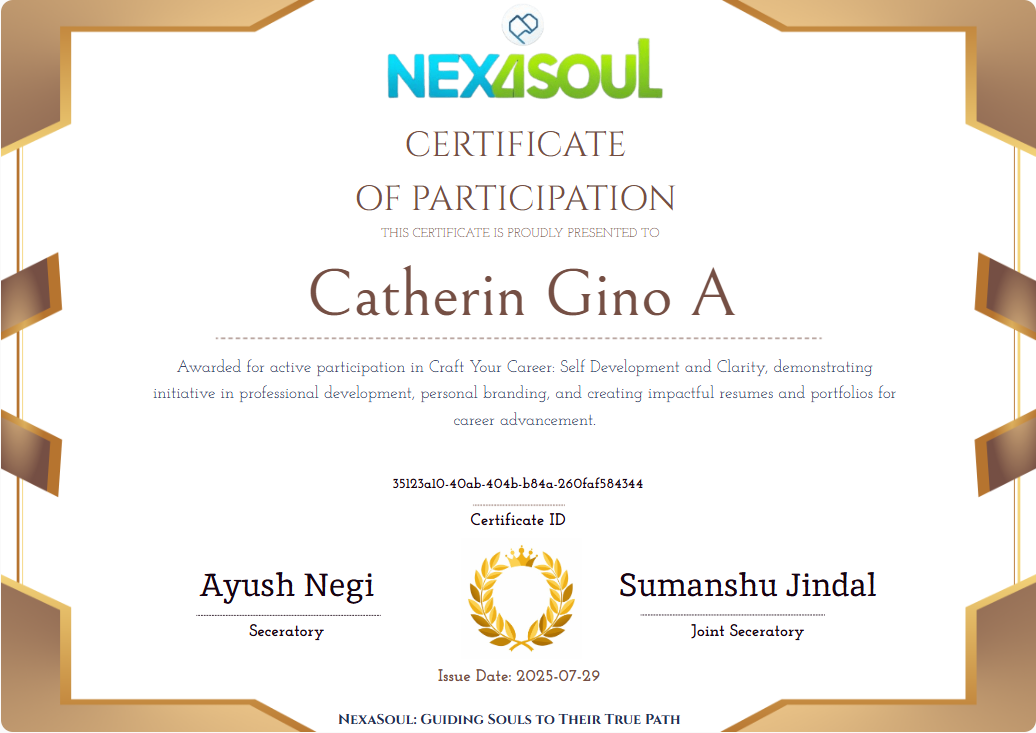 NEX4SOUL
CERTIFICATE
OF PARTICIPATION
THIS CERTIFICATE IS PROUDLY PRESENTED TO
Catherin Gino A
Awarded for active participation in Craft Your Career: Self Development and Clarity, demonstrating
initiative in professional development, personal branding, and creating impactful resumes and portfolios for
career advancement.
35123a10-40ab-404b-b84a-260faf584344
Certificate ID
Ayush Negi
Seceratory
Sumanshu Jindal
Joint Seceratory
Issue Date: 2025-07-29
NexaSoul: Guiding Souls to Their True Path